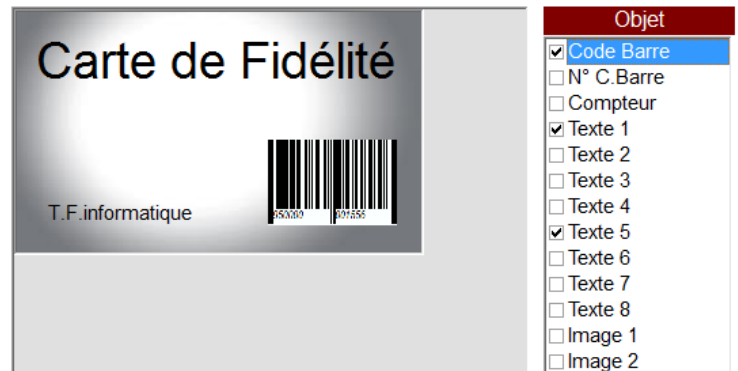 Carte de Fidélité
T.F.informatique
Objet
Code Barre
N° C.Barre
Compteur
Texte 1
Texte 2
Texte 3
Texte 4
Texte 5
Texte 6
Texte 7
Texte 8
Image 1
Image 2